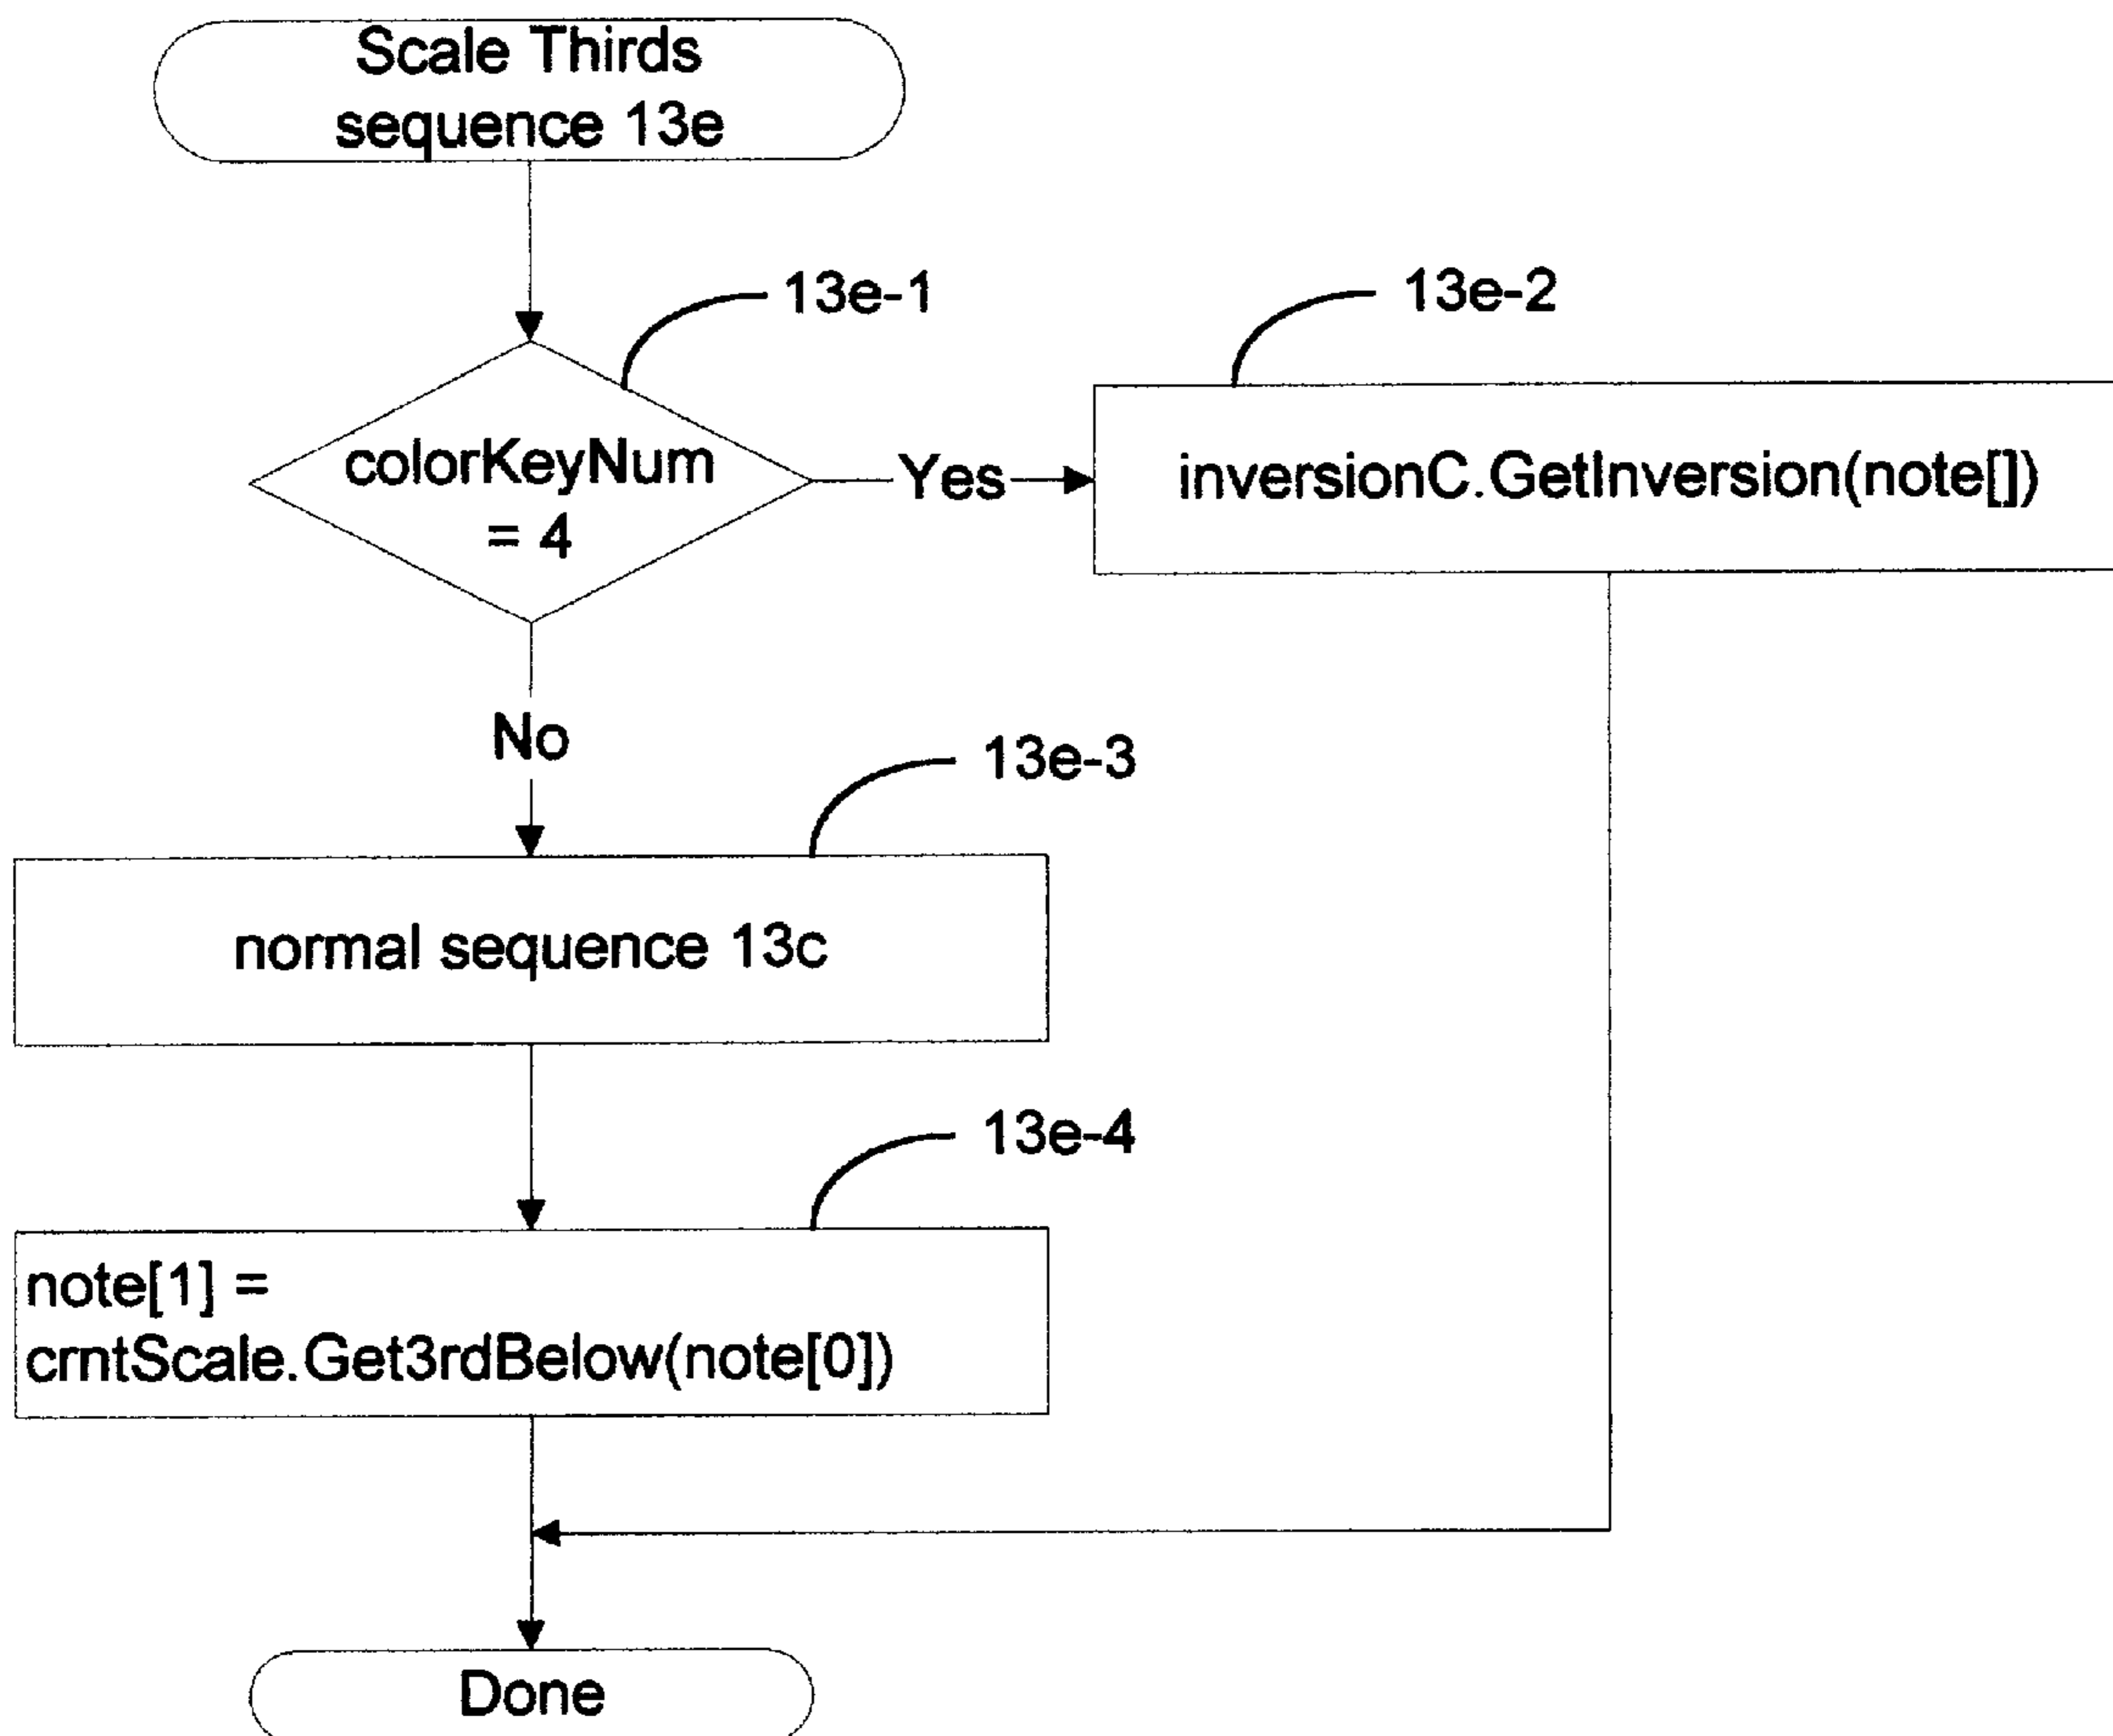 Scale Thirds
sequence 13e
13e-1
13e-2
colorKeyNum
= 4
Yes
inversionC.GetInversion(note[])
No
13e-3
normal sequence 13c
13e-4
note[1] =
crntScale.Get3rdBelow(note[0])
Done